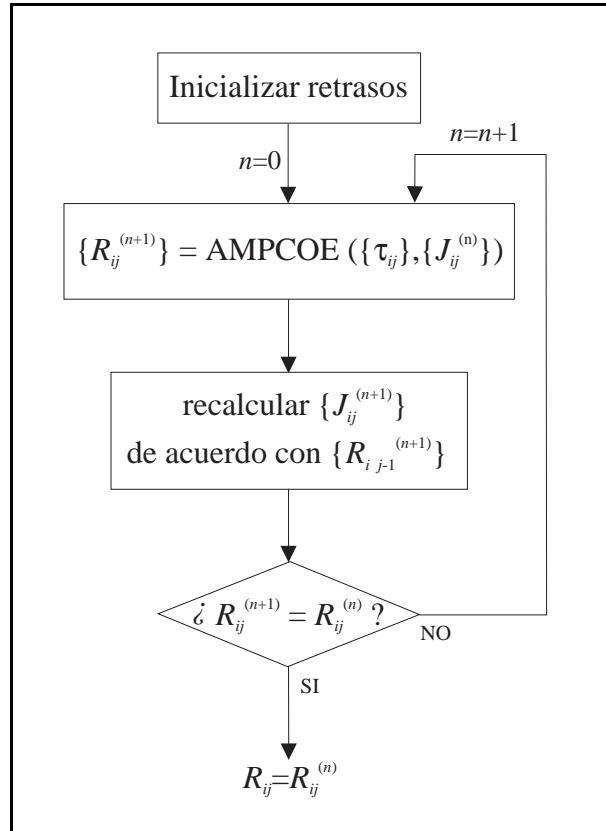 Inicializar retrasos
n=0
n=n+1
{R_ij^(n+1)} = AMPCOE ({τ_ij},{J_ij^(n)})
recalcular {J_ij^(n+1)}
de acuerdo con {R_i j-1^(n+1)}
¿ R_ij^(n+1) = R_ij^(n) ?
NO
SI
R_ij=R_ij^(n)